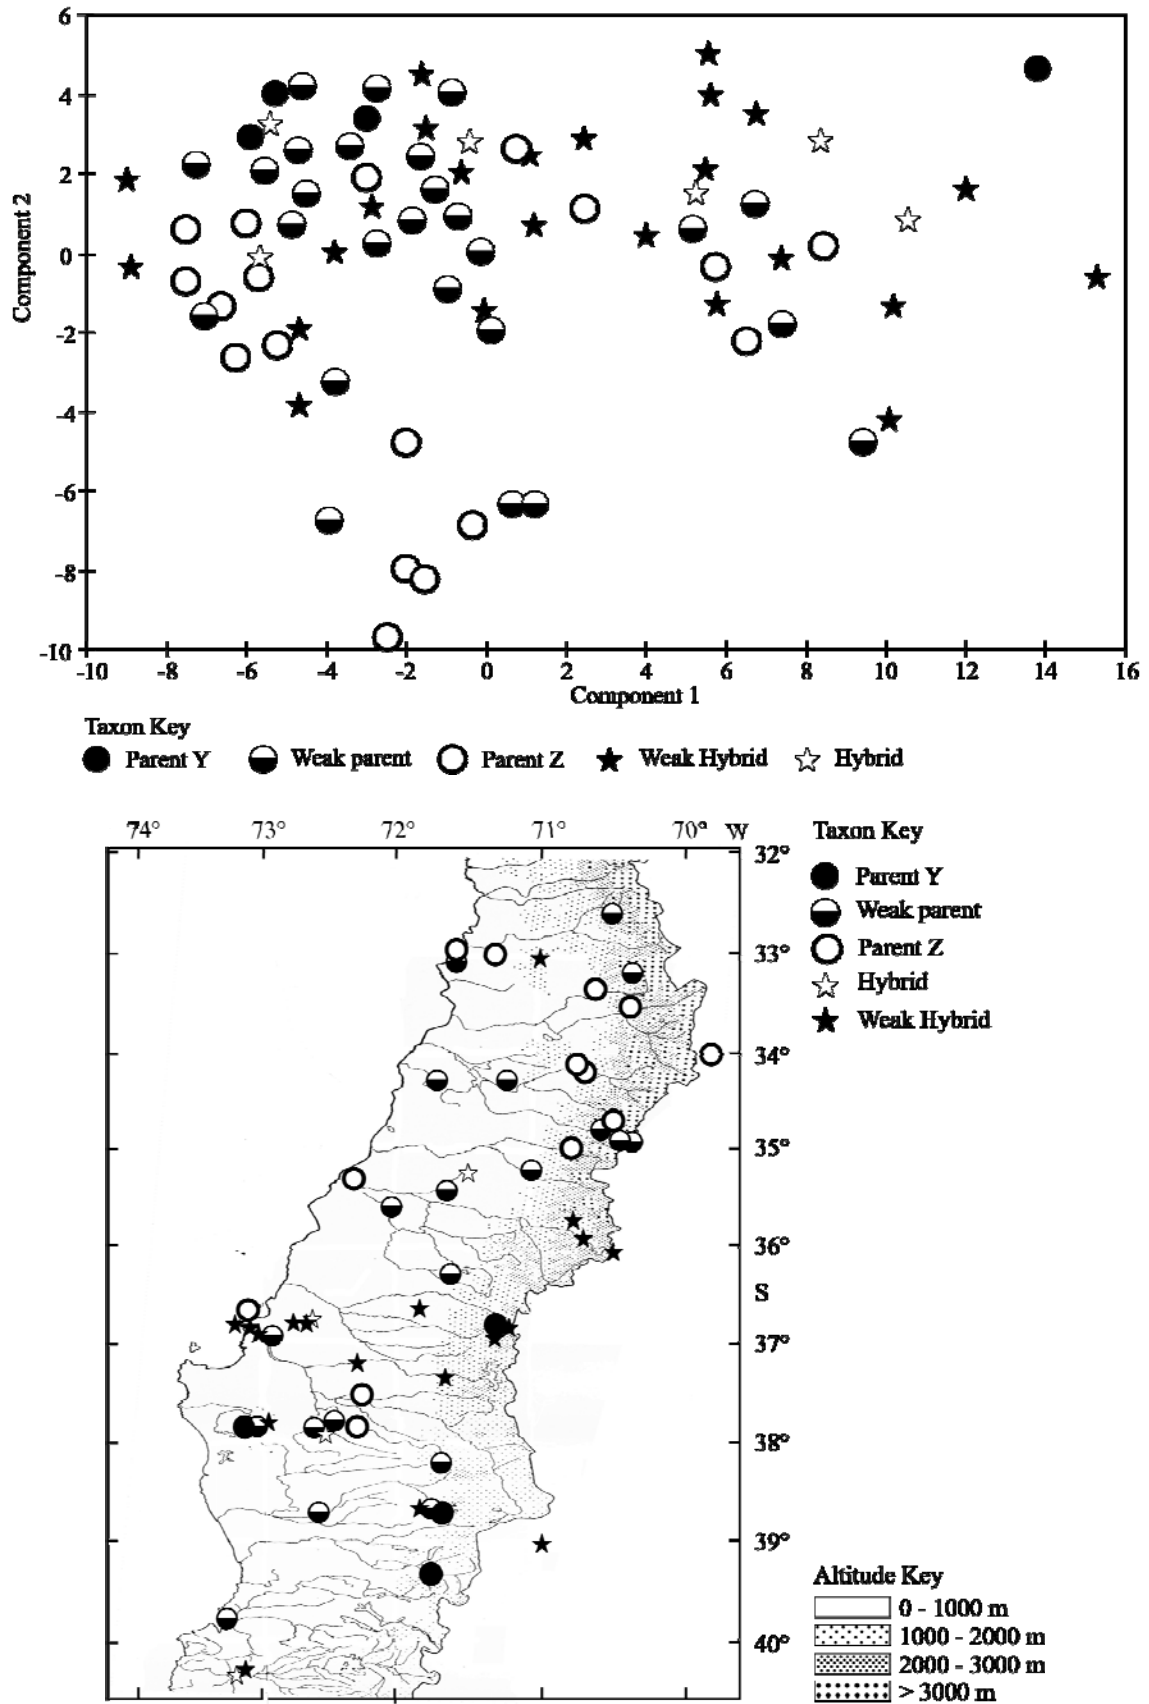 6
4
2
0
-2
-4
-6
-8
-10
Component 2
-10 -8 -6 -4 -2 0 2 4 6 8 10 12 14 16
Component 1
Taxon Key
Parent Y Weak parent Parent Z Weak Hybrid Hybrid
74° 73° 72° 71° 70° W
32°
33°
34°
35°
36°
S
37°
38°
39°
40°
Taxon Key
Parent Y
Weak parent
Parent Z
Hybrid
Weak Hybrid
Altitude Key
0 - 1000 m
1000 - 2000 m
2000 - 3000 m
> 3000 m